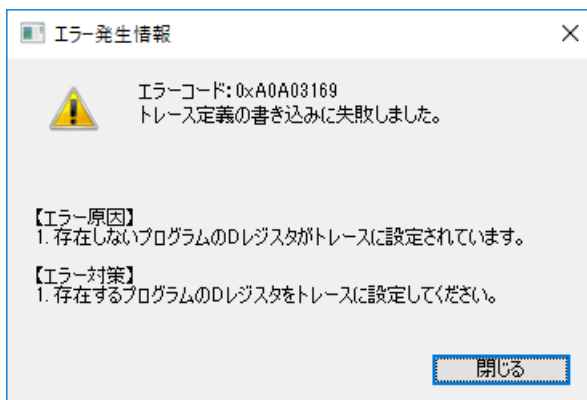 エラー発生情報
エラーコード:0xA0A03169
トレース定義の書き込みに失敗しました。
【エラー原因】
1. 存在しないプログラムのDレジスタがトレースに設定されています。
【エラー対策】
1. 存在するプログラムのDレジスタをトレースに設定してください。
閉じる